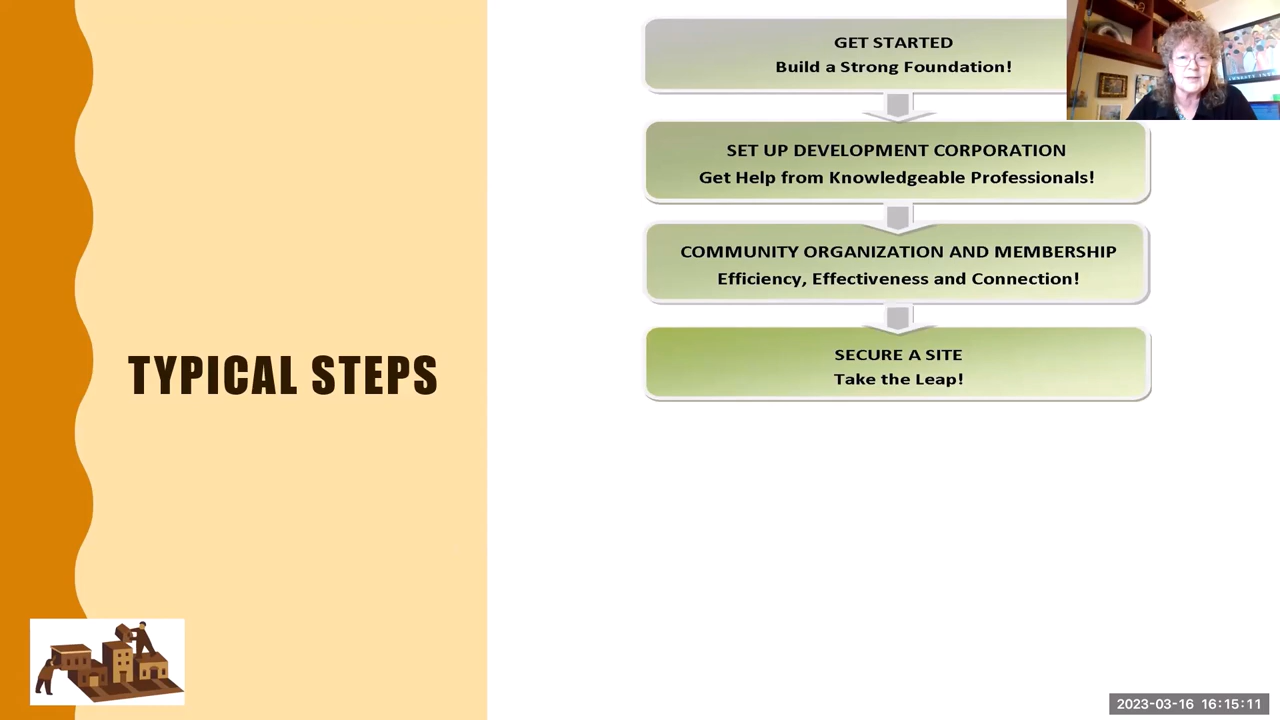 GET STARTED
Build a Strong Foundation!
SET UP DEVELOPMENT CORPORATION
Get Help from Knowledgeable Professionals!
COMMUNITY ORGANIZATION AND MEMBERSHIP
Efficiency, Effectiveness and Connection!
SECURE A SITE
Take the Leap!
TYPICAL STEPS
2023-03-16 16:15:11